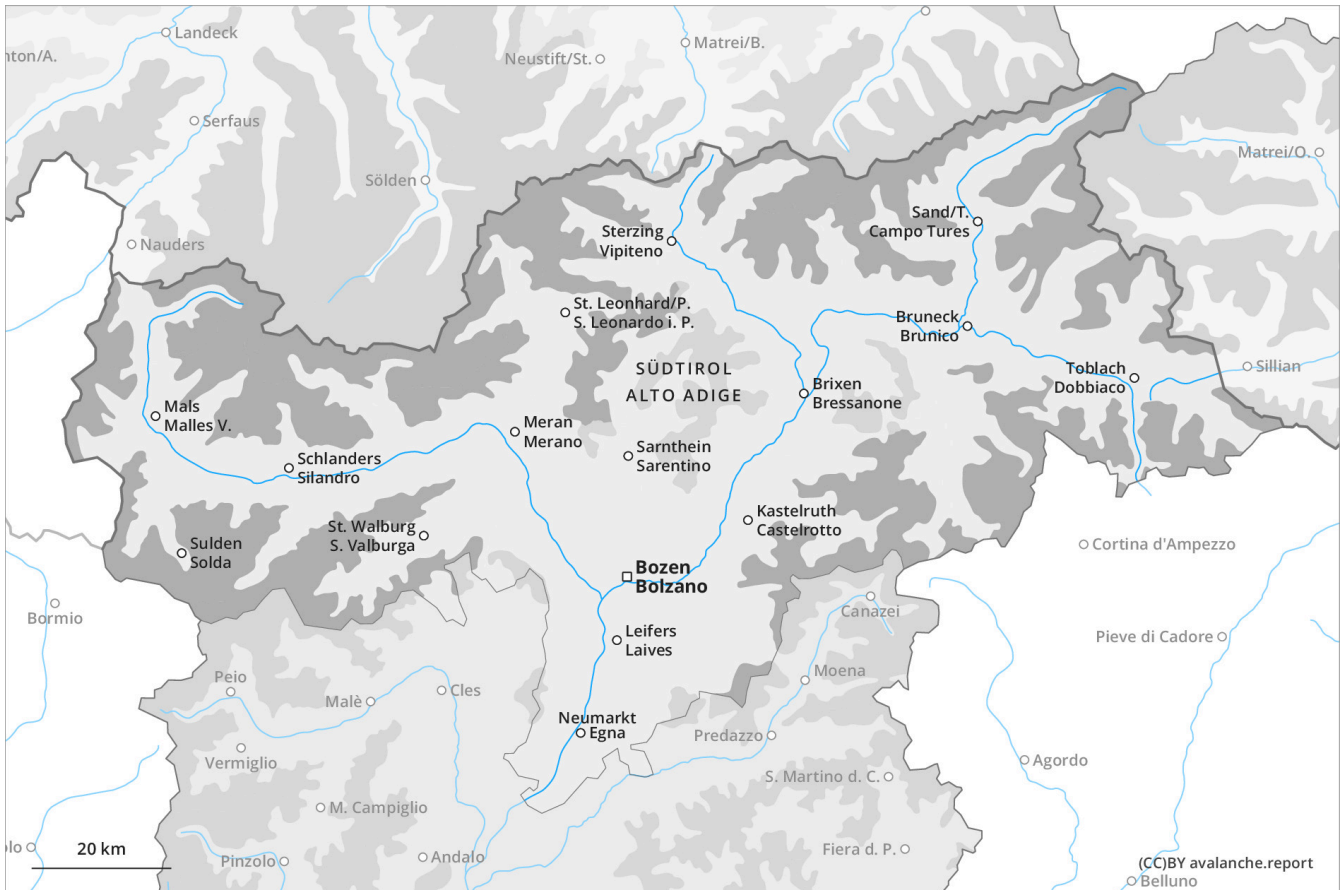 Landeck
nton/A.
Matrei/B.
Neustift/St.
Serfaus
Matrei/O.
Sölden
Sand/T.
Campo Tures
Sterzing
Vipiteno
Nauders
St. Leonhard/P.
S. Leonardo i. P.
Bruneck
Brunico
SÜDTIROL
ALTO ADIGE
Toblach
Dobbiaco
Sillian
Brixen
Bressanone
Mals
Malles V.
Meran
Merano
Schlanders
Silandro
Sarnthein
Sarentino
Kastelruth
Castelrotto
St. Walburg
S. Valburga
Sulden
Solda
Cortina d'Ampezzo
Bozen
Bolzano
Bormio
Canazei
Leifers
Laives
Pieve di Cadore
Peio
Malè
Cles
Moena
Neumarkt
Egna
Predazzo
Vermiglio
Agordo
S. Martino d. C.
M. Campiglio
20 km
lo
Pinzolo
Andalo
Fiera d. P.
(CC)BY avalanche.report
Belluno